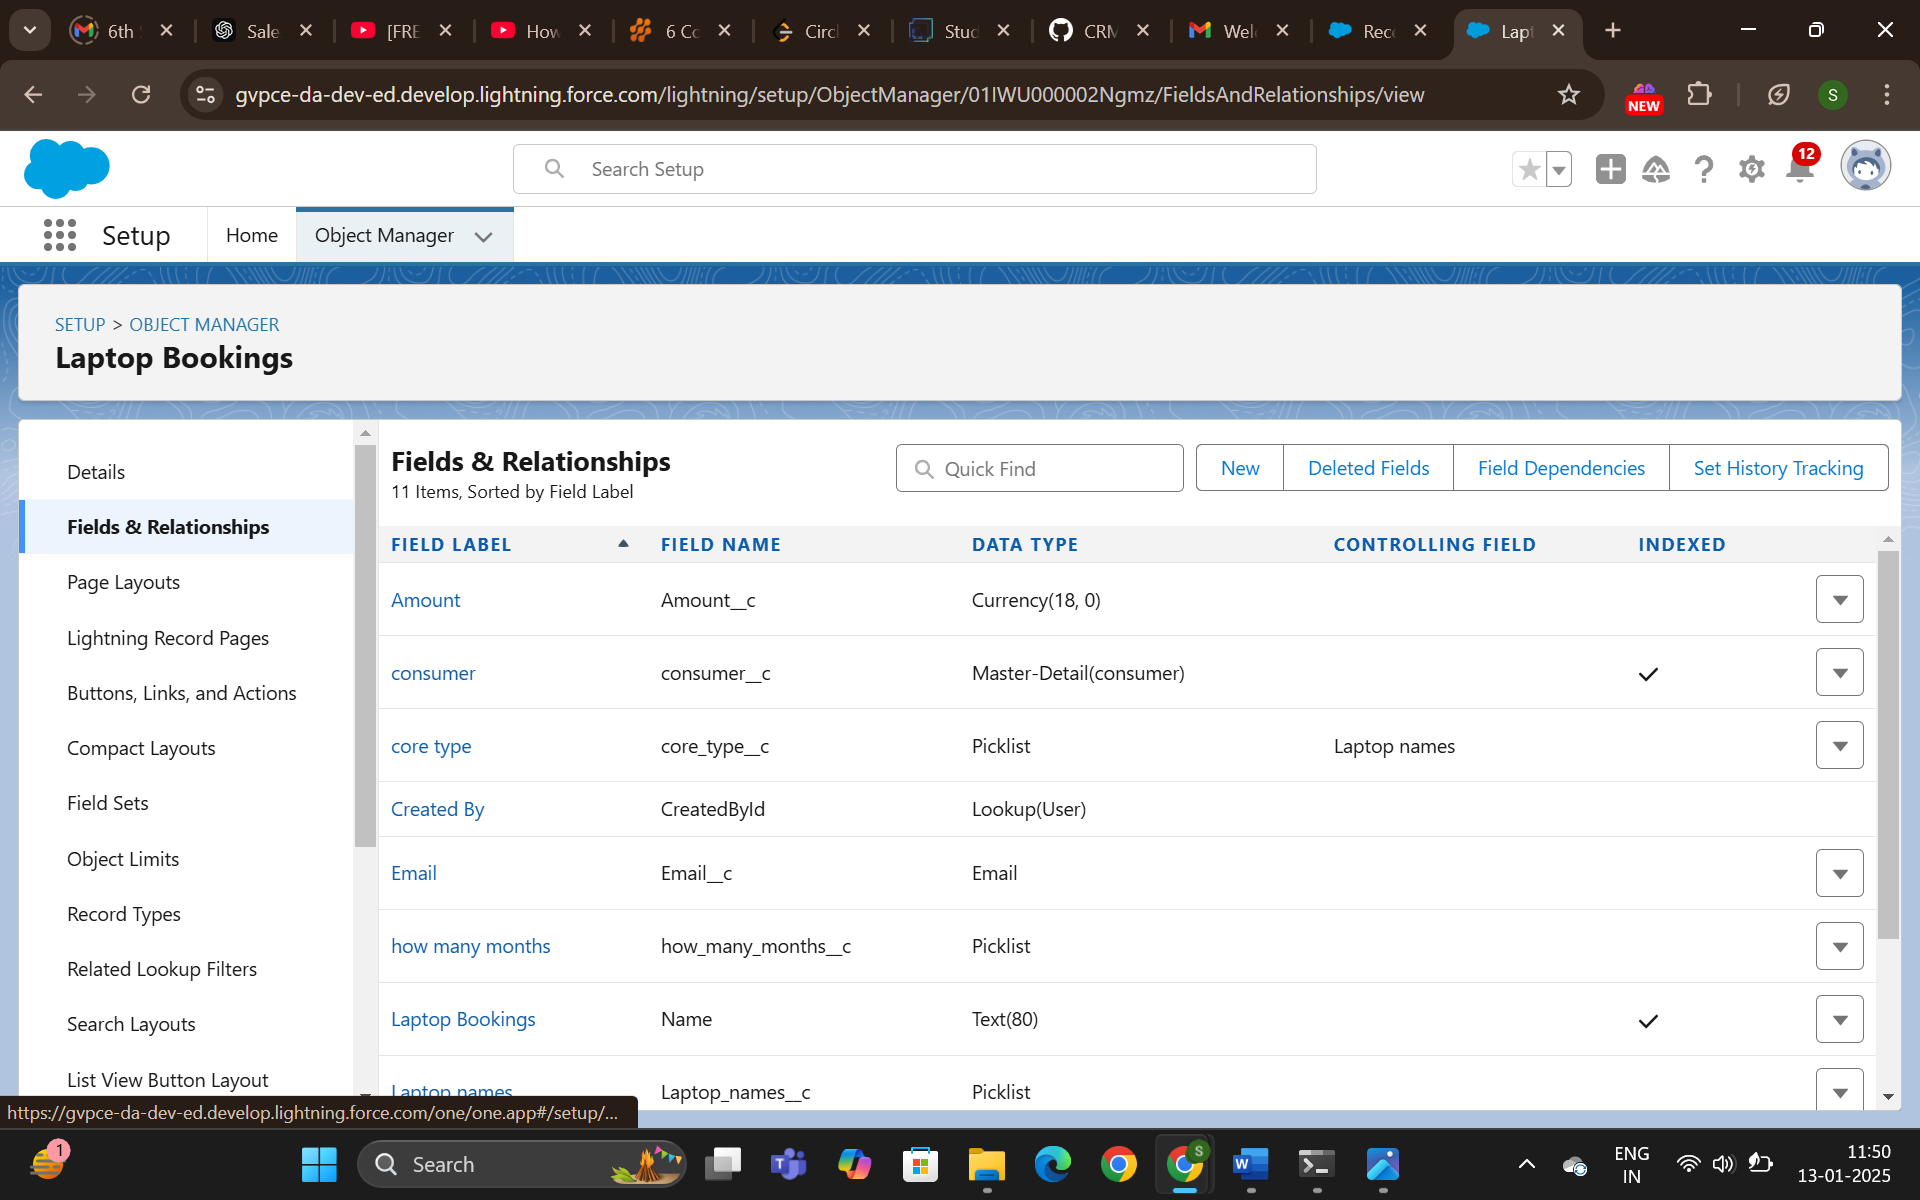 6th
Sale
[FRE
How
6 Co
Circl
Stud
CRM
Wel
Rec
Lapt
gvpce-da-dev-ed.develop.lightning.force.com/lightning/setup/ObjectManager/01IWU000002Ngmz/FieldsAndRelationships/view
NEW
S
Search Setup
12
Setup
Home
Object Manager
SETUP > OBJECT MANAGER
Laptop Bookings
Details
Fields & Relationships
Page Layouts
Lightning Record Pages
Buttons, Links, and Actions
Compact Layouts
Field Sets
Object Limits
Record Types
Related Lookup Filters
Search Layouts
List View Button Layout
Fields & Relationships
11 Items, Sorted by Field Label
Quick Find
New
Deleted Fields
Field Dependencies
Set History Tracking
FIELD LABEL FIELD NAME DATA TYPE CONTROLLING FIELD INDEXED
Amount Amount__c Currency(18, 0)
consumer consumer__c Master-Detail(consumer)
core type core_type__c Picklist Laptop names
Created By CreatedById Lookup(User)
Email Email__c Email
how many months how_many_months__c Picklist
Laptop Bookings Name Text(80)
Laptop names Laptop_names__c Picklist
https://gvpce-da-dev-ed.develop.lightning.force.com/one/one.app#/setup/...
1
Search
S
ENG
IN
11:50
13-01-2025